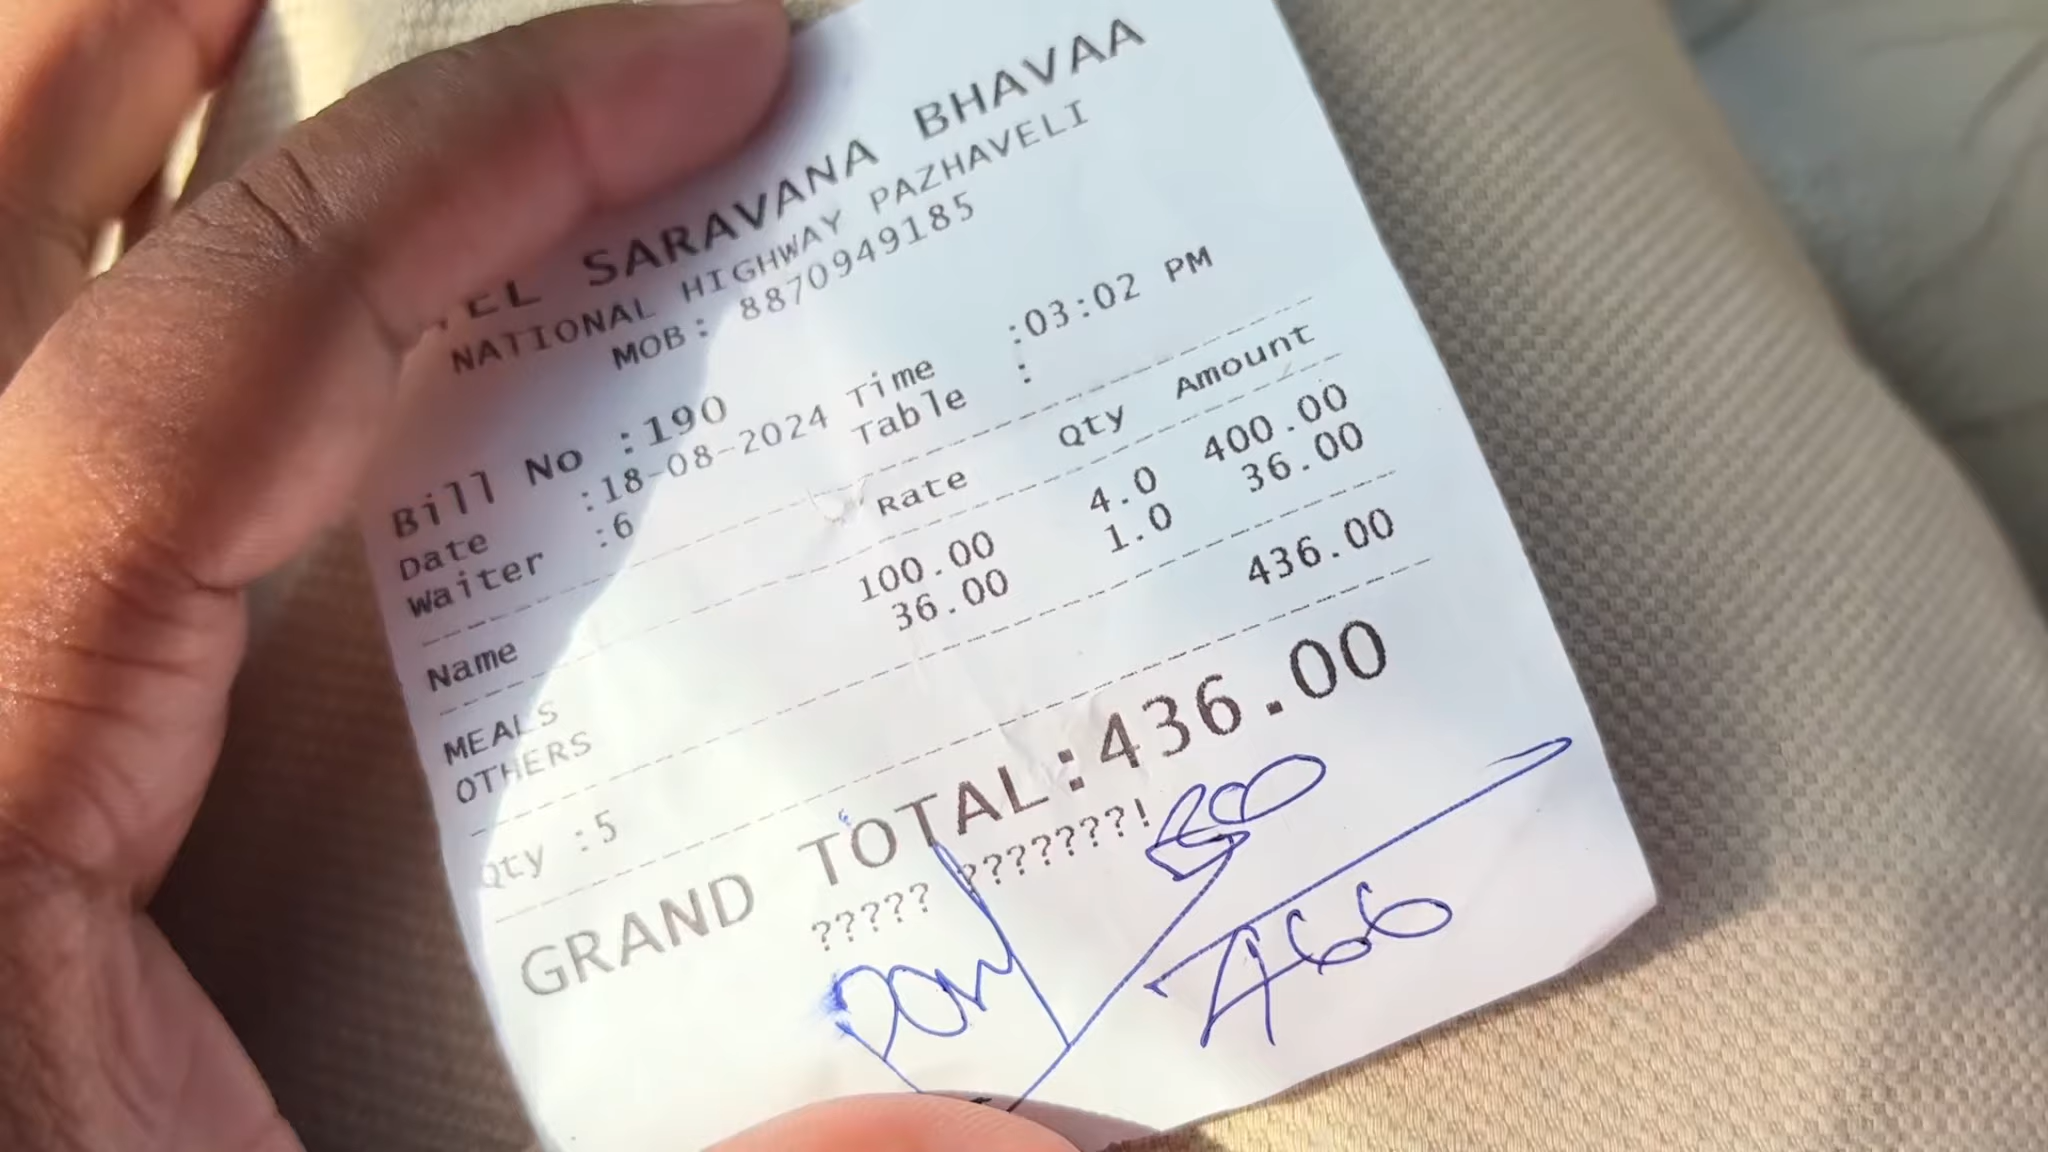 SARAVANA BHAVAA
NATIONAL HIGHWAY PAZHAVELI
MOB: 8870949185
Bill No :190
Date :18-08-2024 Time :03:02 PM
Waiter :6 Table :
Name Rate Qty Amount
MEALS 100.00 4.0 400.00
OTHERS 36.00 1.0 36.00
Qty :5 436.00
GRAND TOTAL:436.00
????? ???????!
466